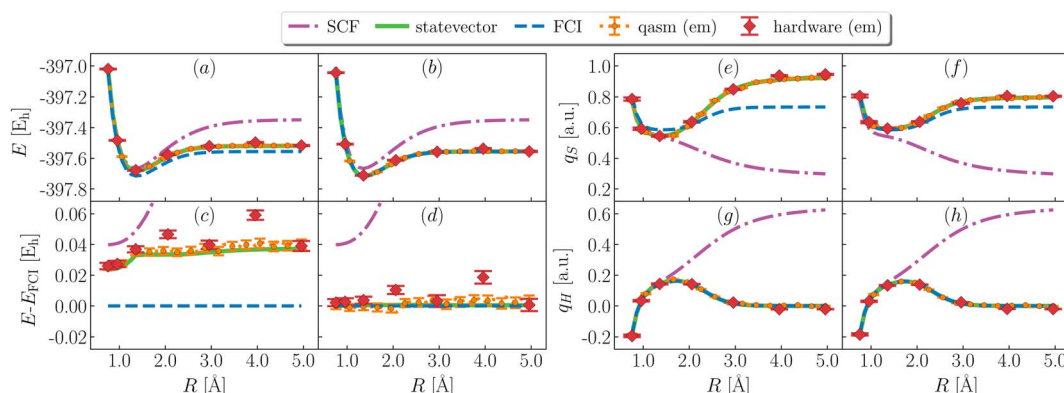 SCF statevector FCI qasm (em) hardware (em)
(a) (b) (e) (f)
-397.0
-397.2
-397.4
-397.6
-397.8
E [Eₕ]
1.0
0.8
0.6
0.4
0.2
q_S [a.u.]
(c) (d) (g) (h)
0.06
0.04
0.02
0.00
-0.02
E-E_FCI [Eₕ]
0.6
0.4
0.2
0.0
-0.2
q_H [a.u.]
1.0 2.0 3.0 4.0 5.0 1.0 2.0 3.0 4.0 5.0 1.0 2.0 3.0 4.0 5.0 1.0 2.0 3.0 4.0 5.0
R [Å] R [Å] R [Å] R [Å]